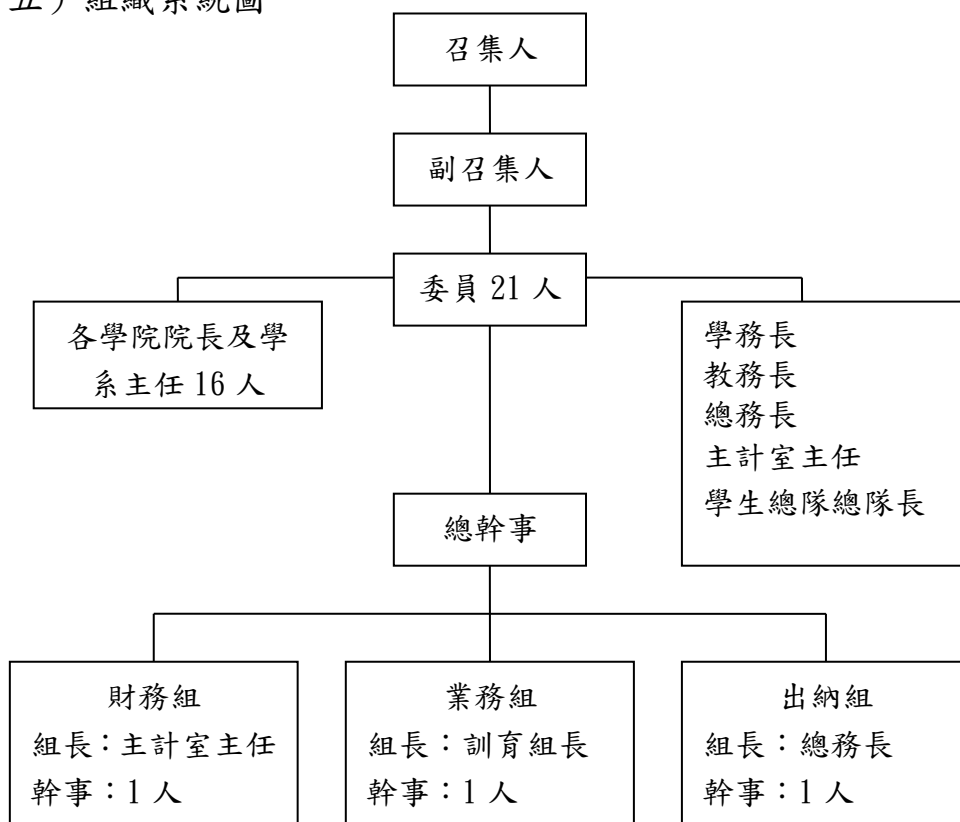 五）組織系統圖
召集人
副召集人
委員 21 人
各學院院長及學
系主任 16 人
學務長
教務長
總務長
主計室主任
學生總隊總隊長
總幹事
財務組
組長：主計室主任
幹事：1 人
業務組
組長：訓育組長
幹事：1 人
出納組
組長：總務長
幹事：1 人